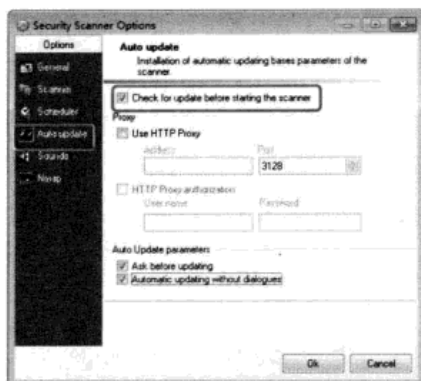 Security Scanner Options
Options
General
Scanner
Scheduler
Auto update
Sounds
Nmap
Auto update
Installation of automatic updating bases parameters of the
scanner.
Check for update before starting the scanner
Proxy
Use HTTP Proxy
Address
Port
3128
HTTP Proxy authorization
User name
Password
Auto Update parameters
Ask before updating
Automatic updating without dialogues
Ok
Cancel